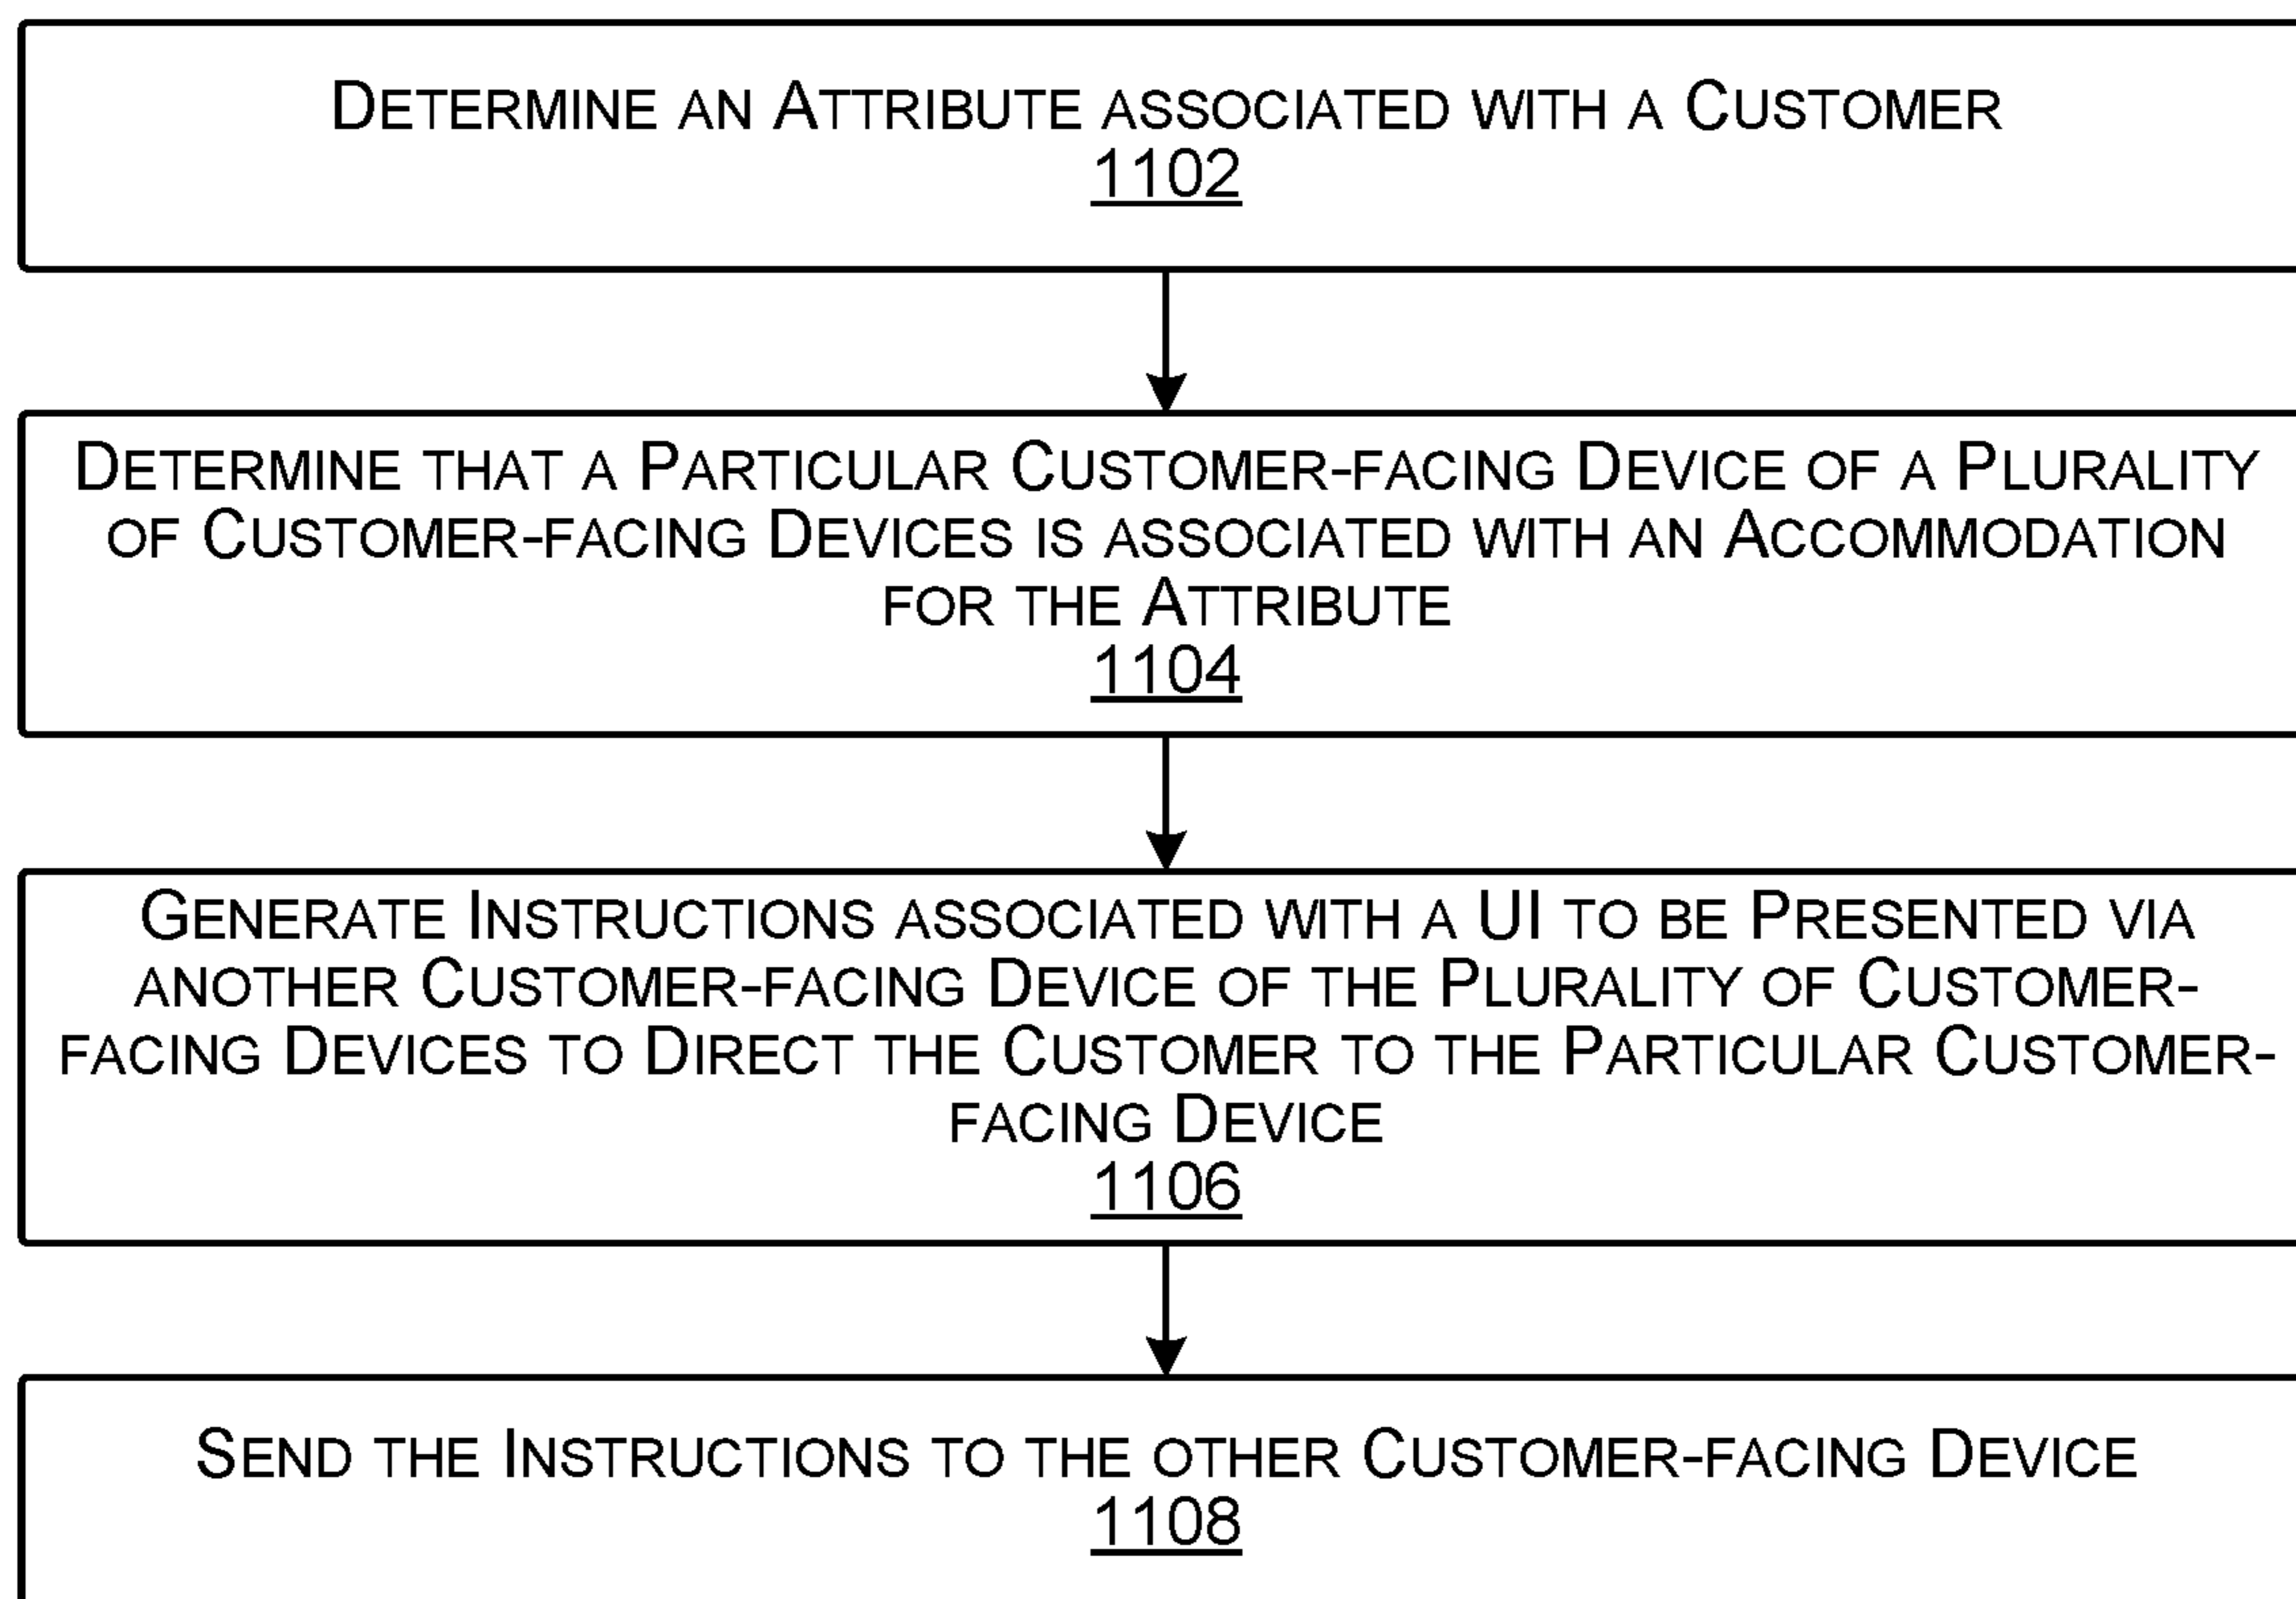 Determine an Attribute associated with a Customer
1102
Determine that a Particular Customer-facing Device of a Plurality
of Customer-facing Devices is associated with an Accommodation
for the Attribute
1104
Generate Instructions associated with a UI to be Presented via
another Customer-facing Device of the Plurality of Customer-
facing Devices to Direct the Customer to the Particular Customer-
facing Device
1106
Send the Instructions to the other Customer-facing Device
1108